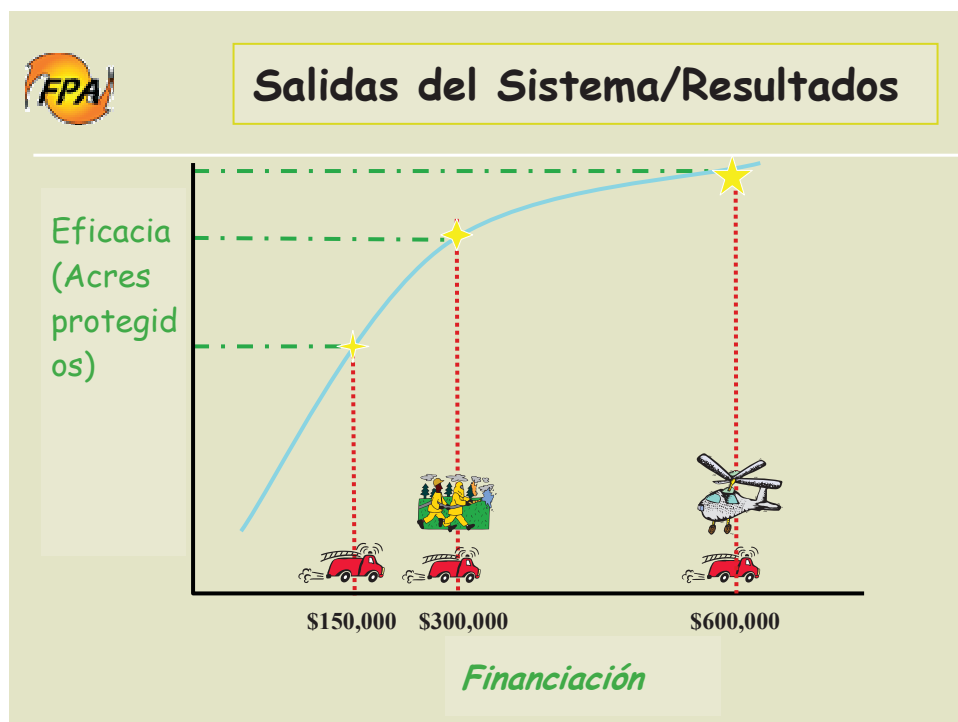 FPA
Salidas del Sistema/Resultados
Eficacia
(Acres
protegid
os)
$150,000 $300,000 $600,000
Financiación